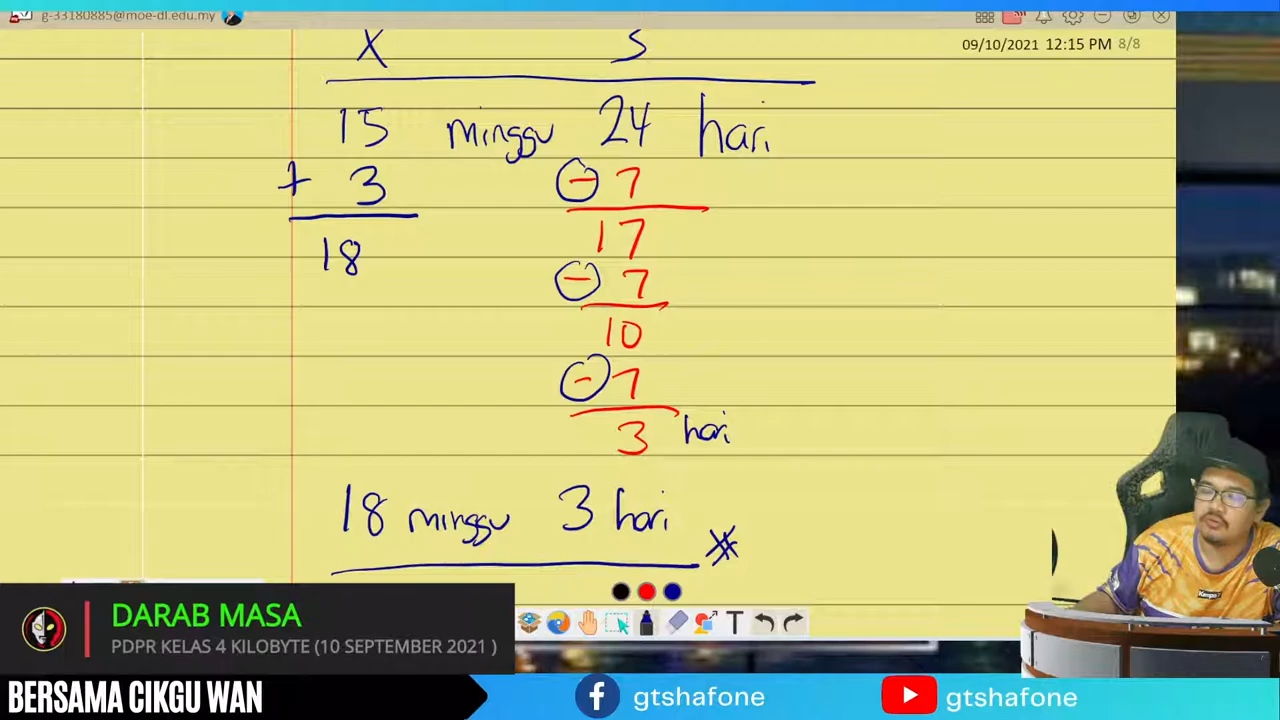 g-33180885@moe-dl.edu.my
09/10/2021 12:15 PM 8/8
X 5
15 minggu 24 hari
+ 3 - 7
18 17
- 7
10
- 7
3 hari
18 minggu 3 hari
T
DARAB MASA
PDPR KELAS 4 KILOBYTE (10 SEPTEMBER 2021 )
BERSAMA CIKGU WAN
gtshafone
gtshafone